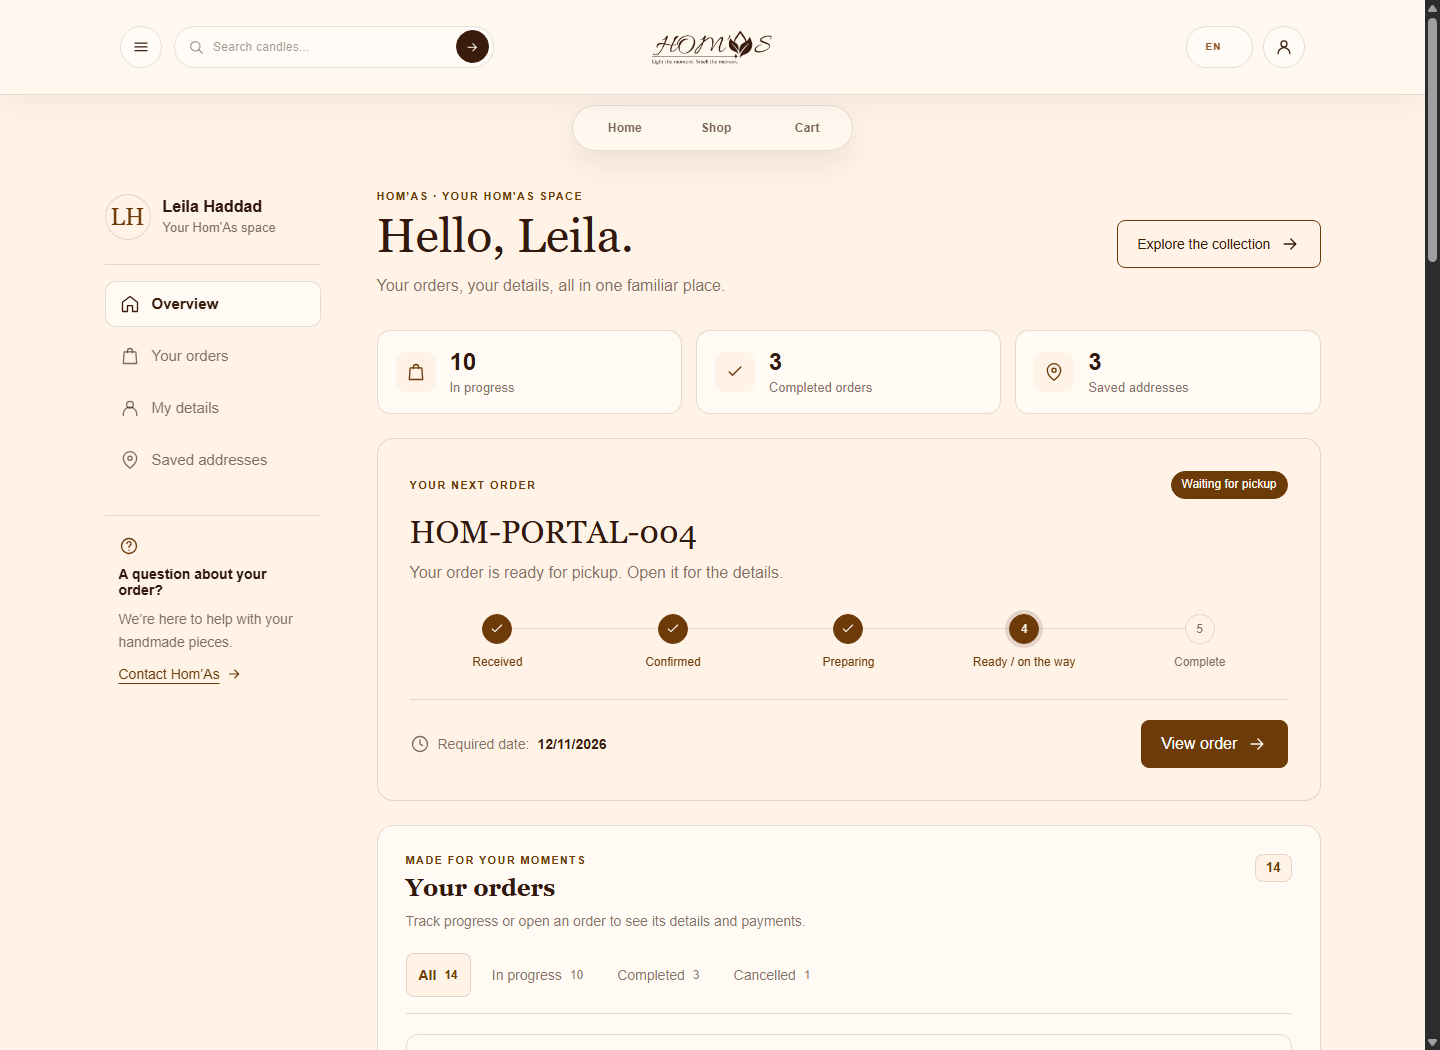 Search candles...
HOM'AS
Light the moment. Smell the memory.
EN
Home
Shop
Cart
LH
Leila Haddad
Your Hom'As space
Overview
Your orders
My details
Saved addresses
A question about your
order?
We're here to help with your
handmade pieces.
Contact Hom'As
HOM'AS · YOUR HOM'AS SPACE
Hello, Leila.
Your orders, your details, all in one familiar place.
Explore the collection
10
In progress
3
Completed orders
3
Saved addresses
YOUR NEXT ORDER
Waiting for pickup
HOM-PORTAL-004
Your order is ready for pickup. Open it for the details.
4
5
Received
Confirmed
Preparing
Ready / on the way
Complete
Required date: 12/11/2026
View order
MADE FOR YOUR MOMENTS
14
Your orders
Track progress or open an order to see its details and payments.
All 14
In progress 10
Completed 3
Cancelled 1